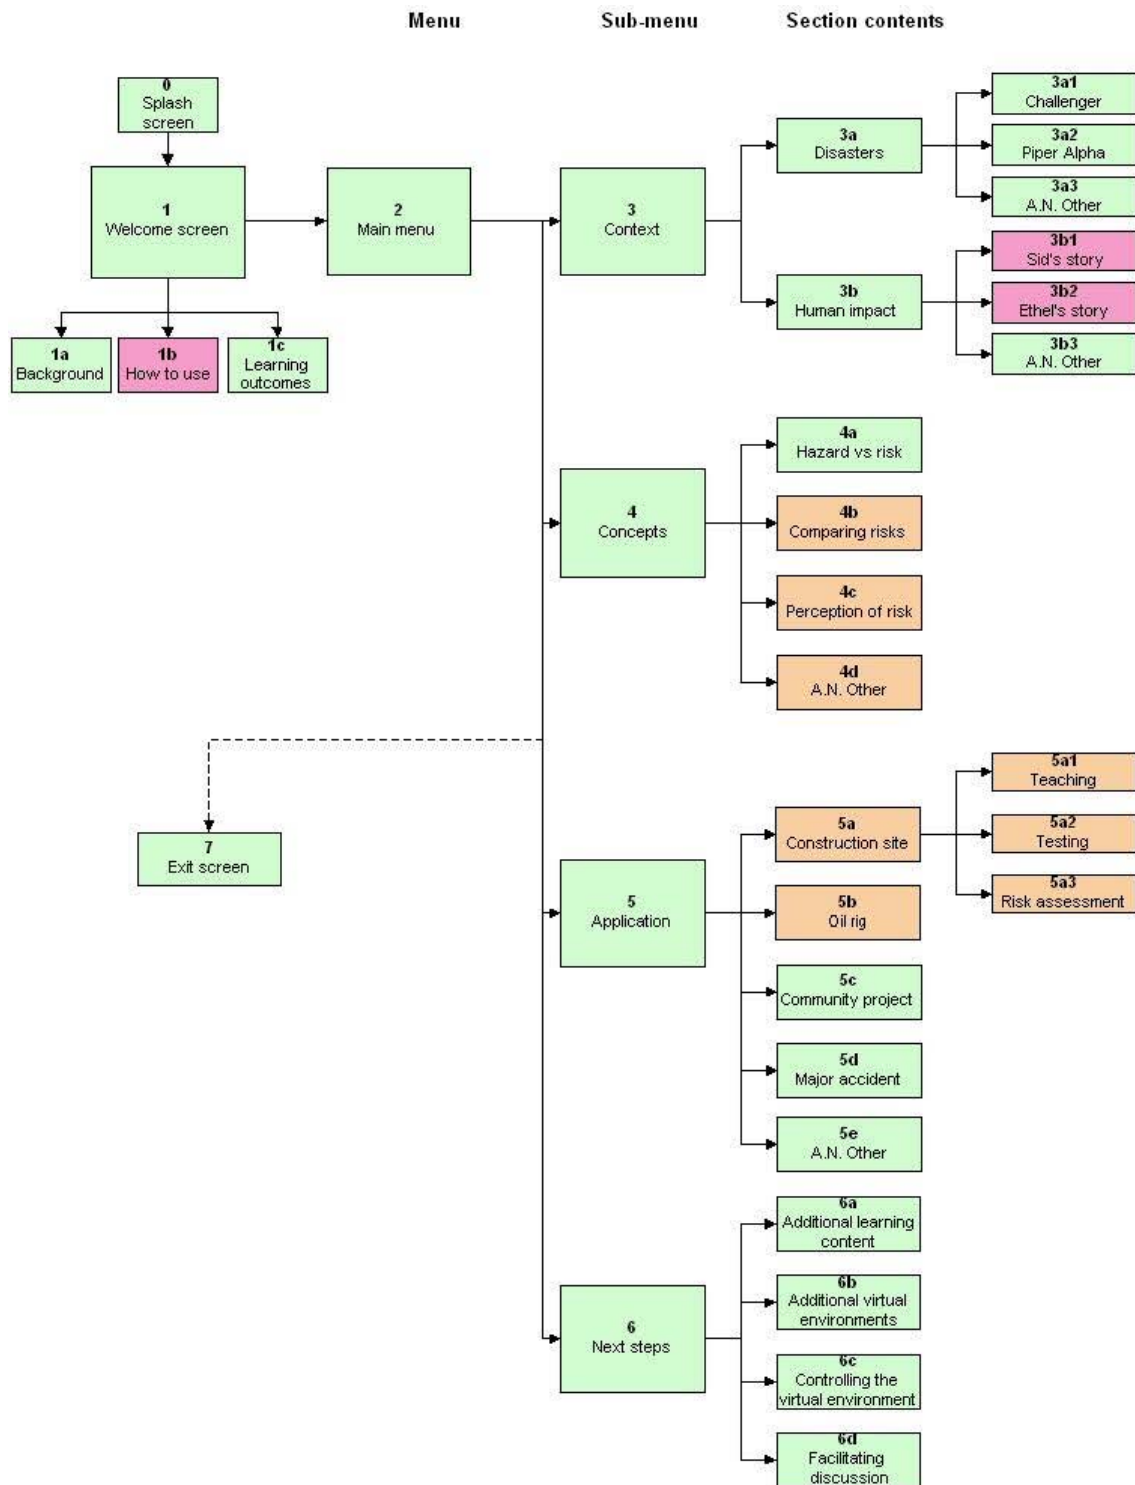 Menu
Sub-menu
Section contents
0
Splash
screen
1
Welcome screen
1a
Background
1b
How to use
1c
Learning
outcomes
2
Main menu
3
Context
3a
Disasters
3a1
Challenger
3a2
Piper Alpha
3a3
A.N. Other
3b
Human impact
3b1
Sid's story
3b2
Ethel's story
3b3
A.N. Other
4
Concepts
4a
Hazard vs risk
4b
Comparing risks
4c
Perception of risk
4d
A.N. Other
7
Exit screen
5
Application
5a
Construction site
5a1
Teaching
5a2
Testing
5a3
Risk assessment
5b
Oil rig
5c
Community project
5d
Major accident
5e
A.N. Other
6
Next steps
6a
Additional learning
content
6b
Additional virtual
environments
6c
Controlling the
virtual environment
6d
Facilitating
discussion